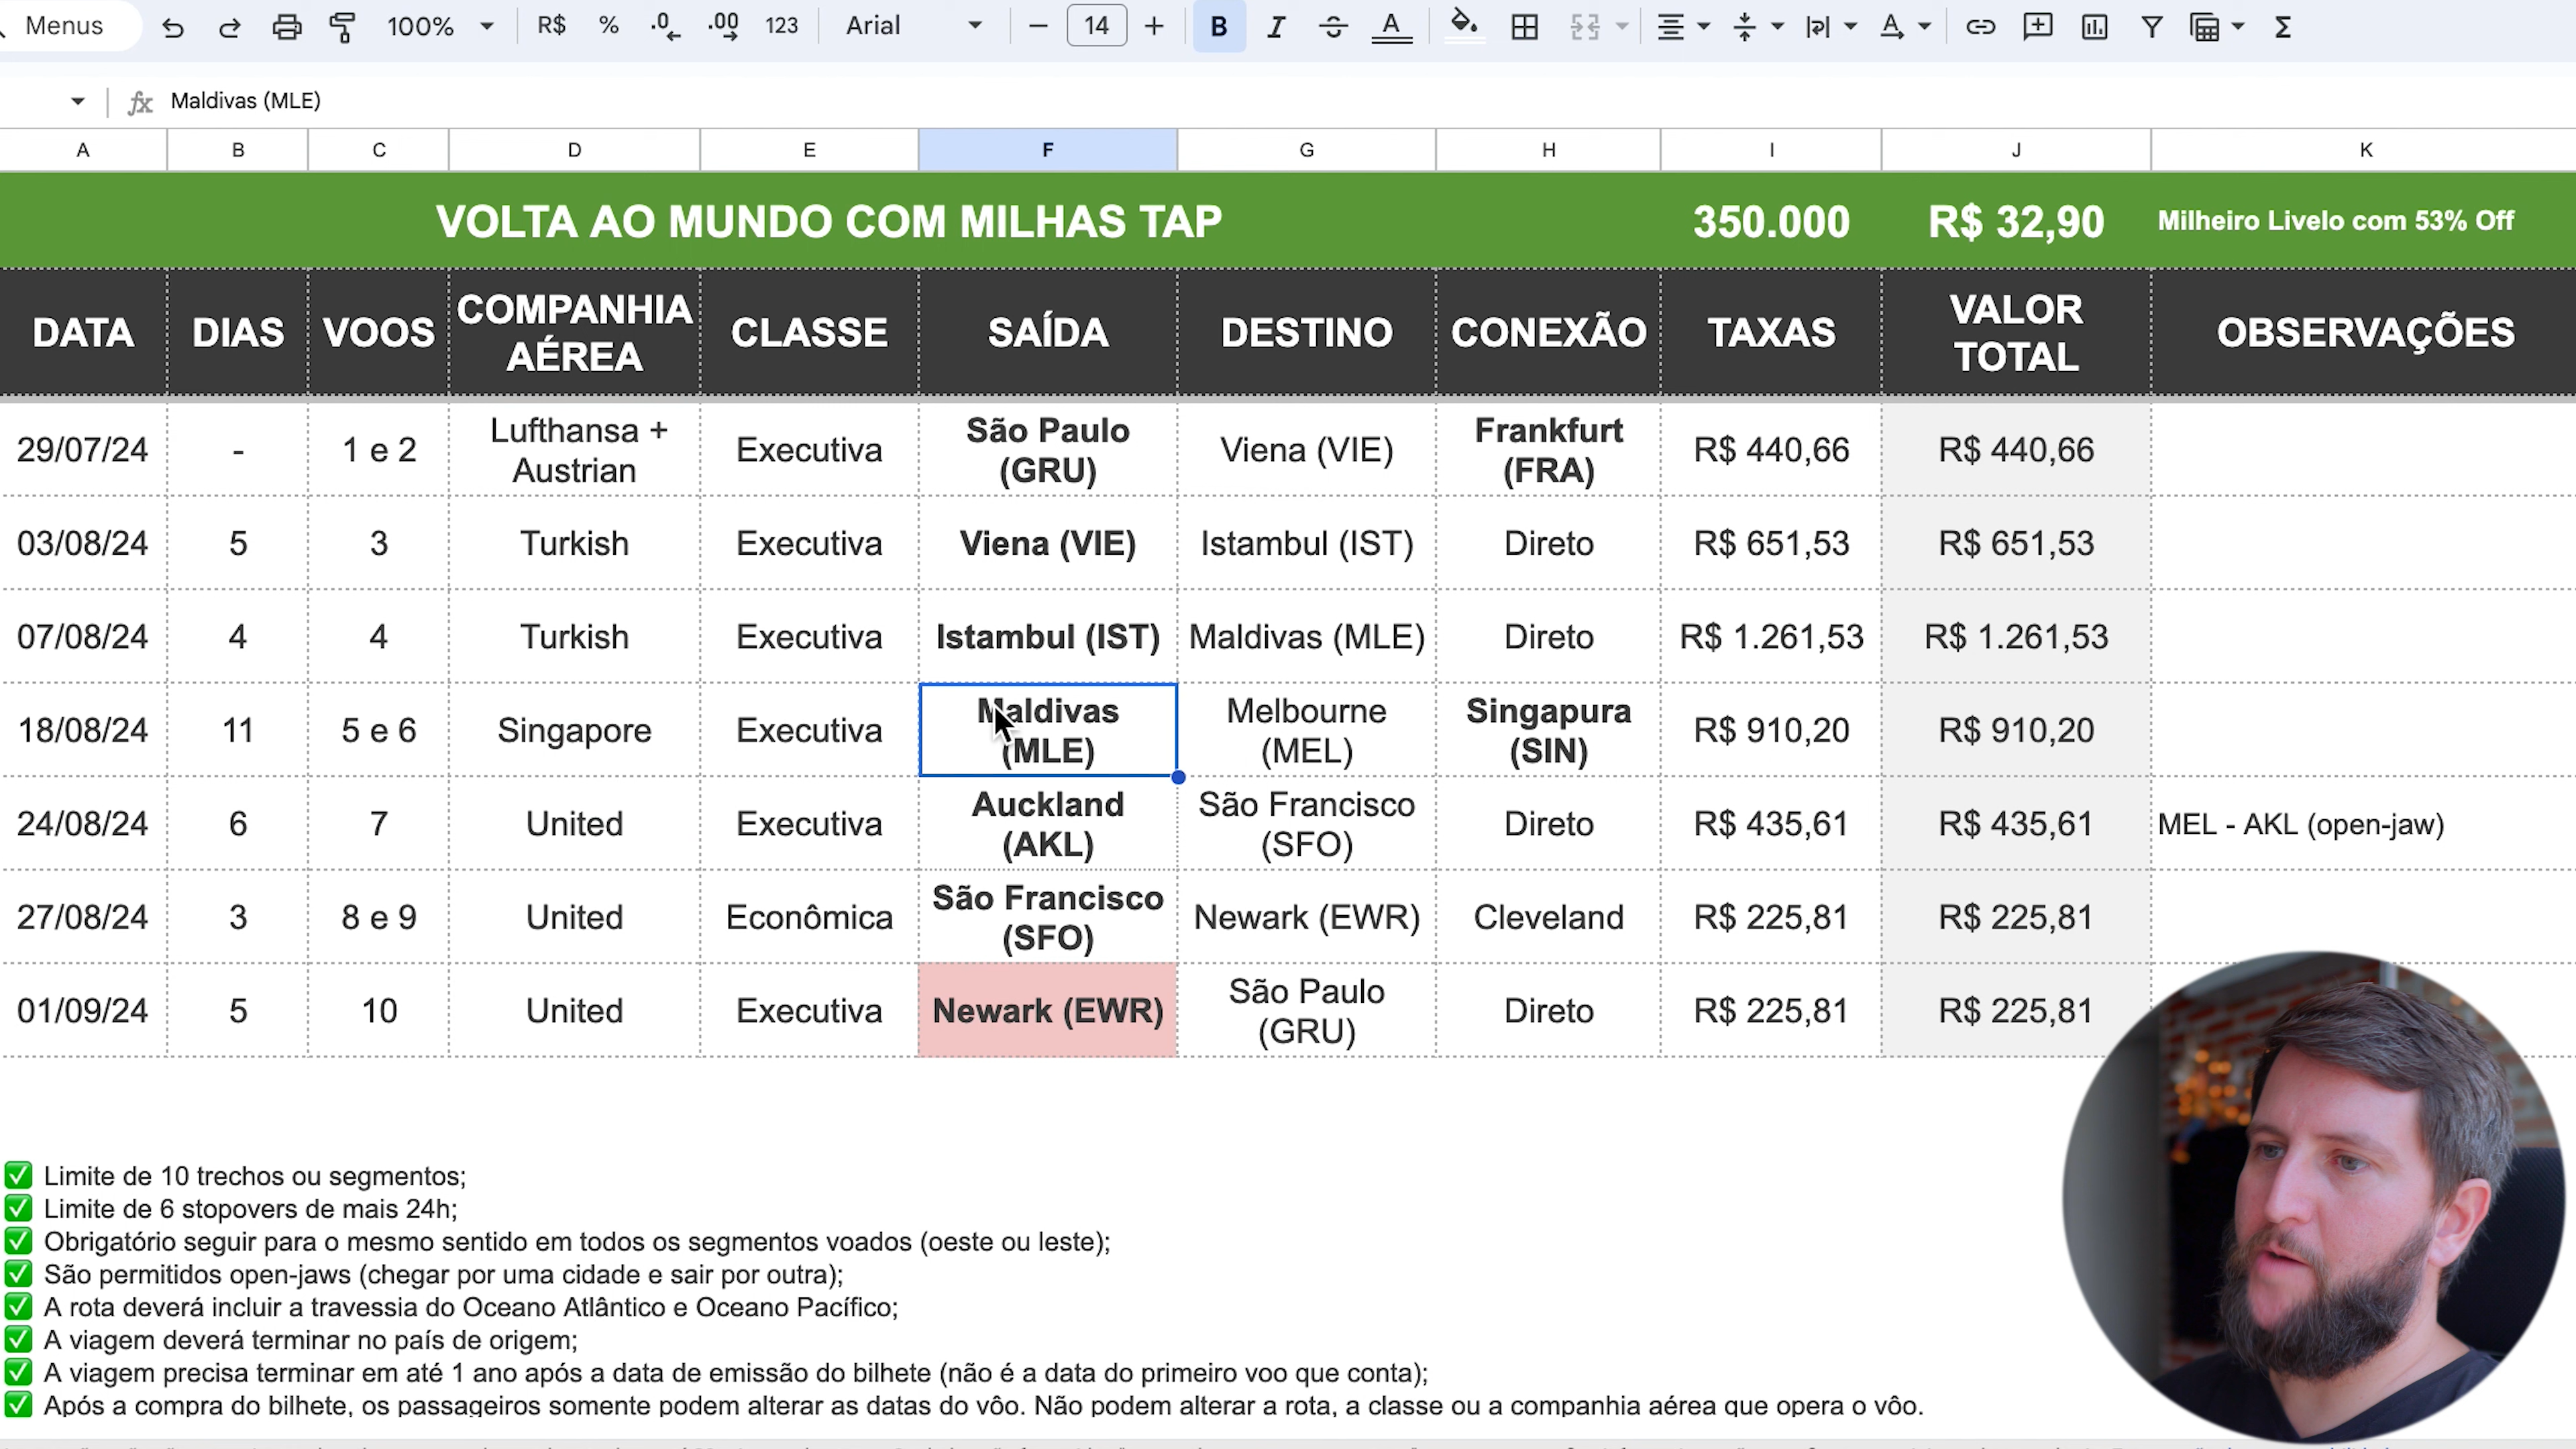 Menus 100% R$ % .0 .00 123 Arial 14 B I A A
fx Maldivas (MLE)
A B C D E F G H I J K
VOLTA AO MUNDO COM MILHAS TAP 350.000 R$ 32,90 Milheiro Livelo com 53% Off
DATA DIAS VOOS COMPANHIA AÉREA CLASSE SAÍDA DESTINO CONEXÃO TAXAS VALOR TOTAL OBSERVAÇÕES
29/07/24 - 1 e 2 Lufthansa + Austrian Executiva São Paulo (GRU) Viena (VIE) Frankfurt (FRA) R$ 440,66 R$ 440,66
03/08/24 5 3 Turkish Executiva Viena (VIE) Istambul (IST) Direto R$ 651,53 R$ 651,53
07/08/24 4 4 Turkish Executiva Istambul (IST) Maldivas (MLE) Direto R$ 1.261,53 R$ 1.261,53
18/08/24 11 5 e 6 Singapore Executiva Maldivas (MLE) Melbourne (MEL) Singapura (SIN) R$ 910,20 R$ 910,20
24/08/24 6 7 United Executiva Auckland (AKL) São Francisco (SFO) Direto R$ 435,61 R$ 435,61 MEL - AKL (open-jaw)
27/08/24 3 8 e 9 United Econômica São Francisco (SFO) Newark (EWR) Cleveland R$ 225,81 R$ 225,81
01/09/24 5 10 United Executiva Newark (EWR) São Paulo (GRU) Direto R$ 225,81 R$ 225,81
✅ Limite de 10 trechos ou segmentos;
✅ Limite de 6 stopovers de mais 24h;
✅ Obrigatório seguir para o mesmo sentido em todos os segmentos voados (oeste ou leste);
✅ São permitidos open-jaws (chegar por uma cidade e sair por outra);
✅ A rota deverá incluir a travessia do Oceano Atlântico e Oceano Pacífico;
✅ A viagem deverá terminar no país de origem;
✅ A viagem precisa terminar em até 1 ano após a data de emissão do bilhete (não é a data do primeiro voo que conta);
✅ Após a compra do bilhete, os passageiros somente podem alterar as datas do vôo. Não podem alterar a rota, a classe ou a companhia aérea que opera o vôo.